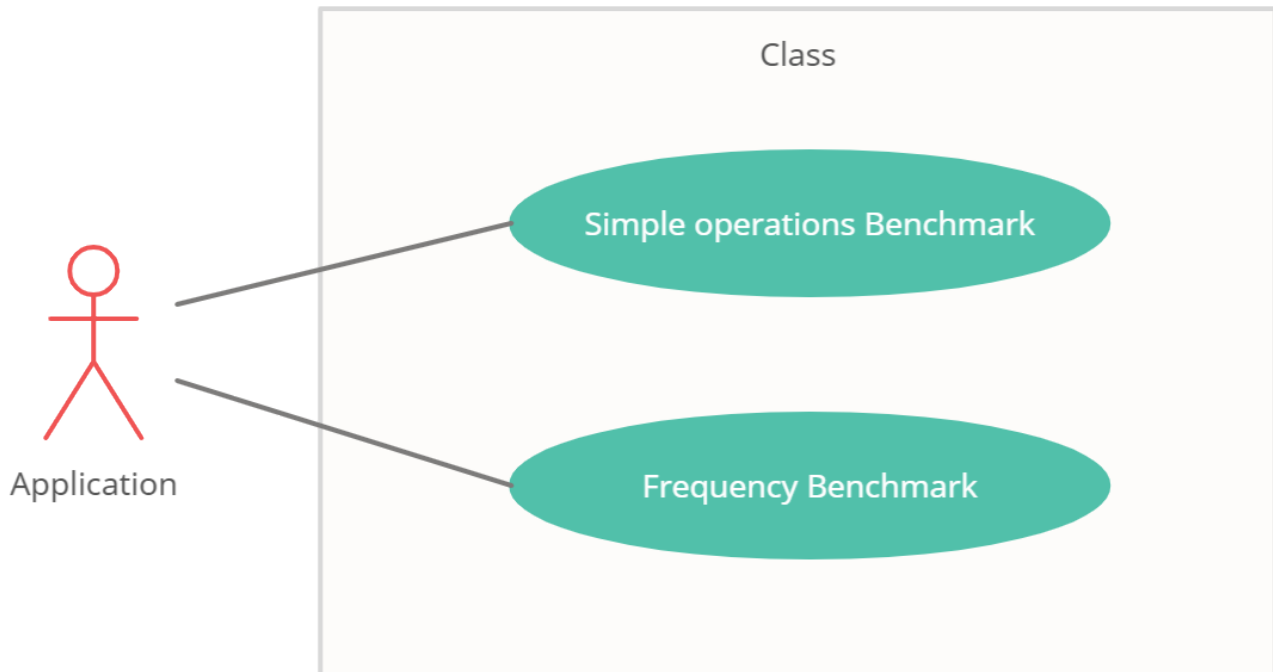 Class
Simple operations Benchmark
Application
Frequency Benchmark